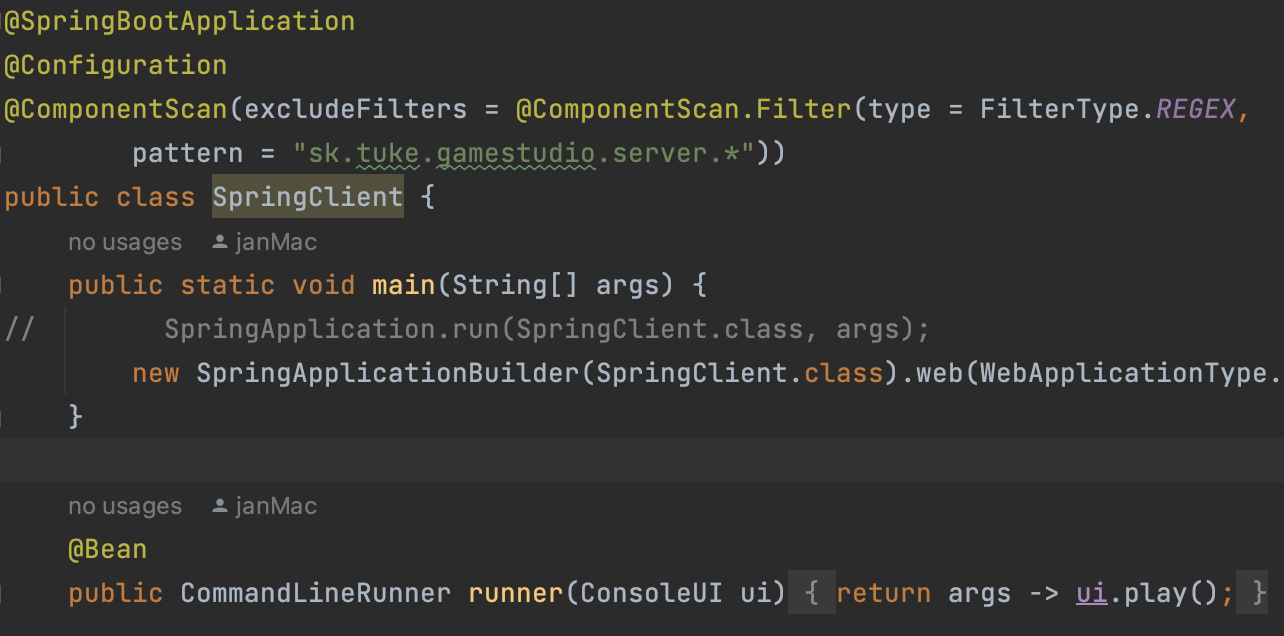 @SpringBootApplication
@Configuration
@ComponentScan(excludeFilters = @ComponentScan.Filter(type = FilterType.REGEX,
pattern = "sk.tuke.gamestudio.server.*"))
public class SpringClient {
no usages janMac
public static void main(String[] args) {
// SpringApplication.run(SpringClient.class, args);
new SpringApplicationBuilder(SpringClient.class).web(WebApplicationType.
}
no usages janMac
@Bean
public CommandLineRunner runner(ConsoleUI ui) { return args -> ui.play(); }